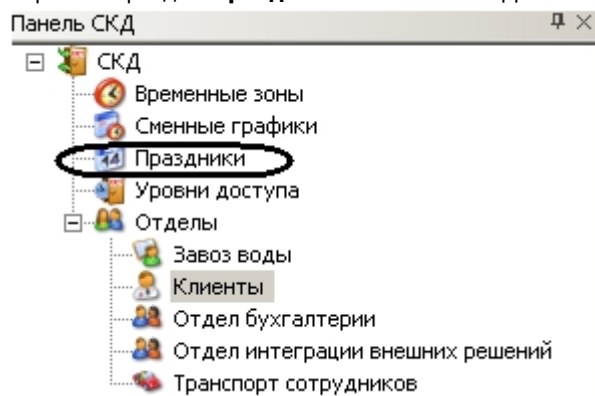 Панель СКД
СКД
Временные зоны
Сменные графики
Праздники
Уровни доступа
Отделы
Завоз воды
Клиенты
Отдел бухгалтерии
Отдел интеграции внешних решений
Транспорт сотрудников